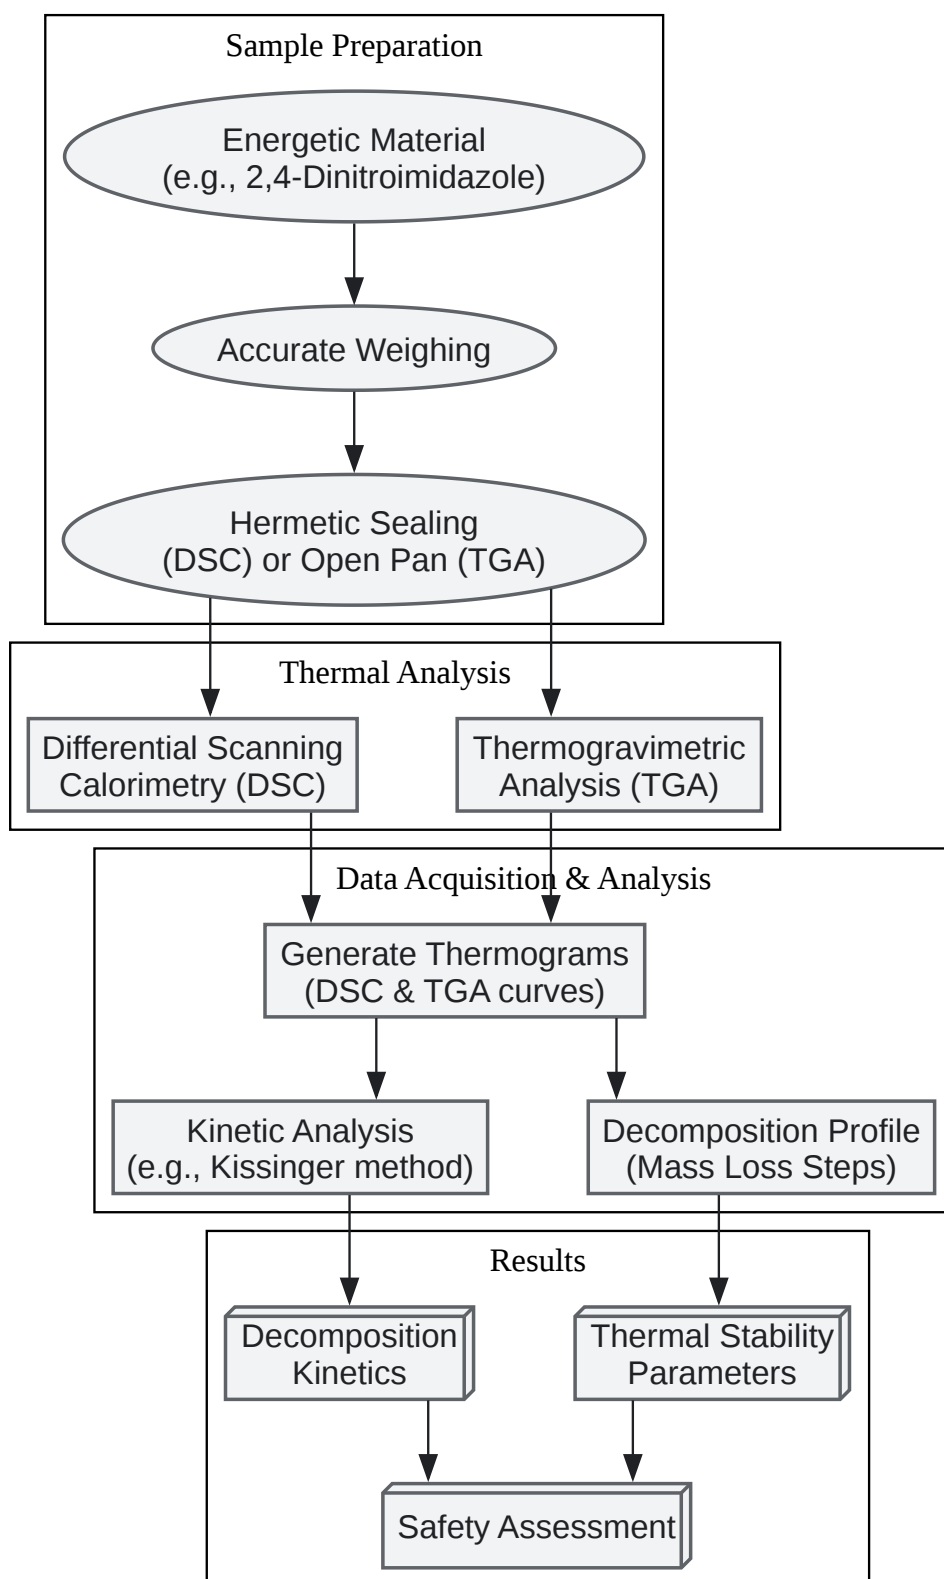 Sample Preparation
Energetic Material
(e.g., 2,4-Dinitroimidazole)
Accurate Weighing
Hermetic Sealing
(DSC) or Open Pan (TGA)
Thermal Analysis
Differential Scanning
Calorimetry (DSC)
Thermogravimetric
Analysis (TGA)
Data Acquisition & Analysis
Generate Thermograms
(DSC & TGA curves)
Kinetic Analysis
(e.g., Kissinger method)
Decomposition Profile
(Mass Loss Steps)
Results
Decomposition
Kinetics
Thermal Stability
Parameters
Safety Assessment